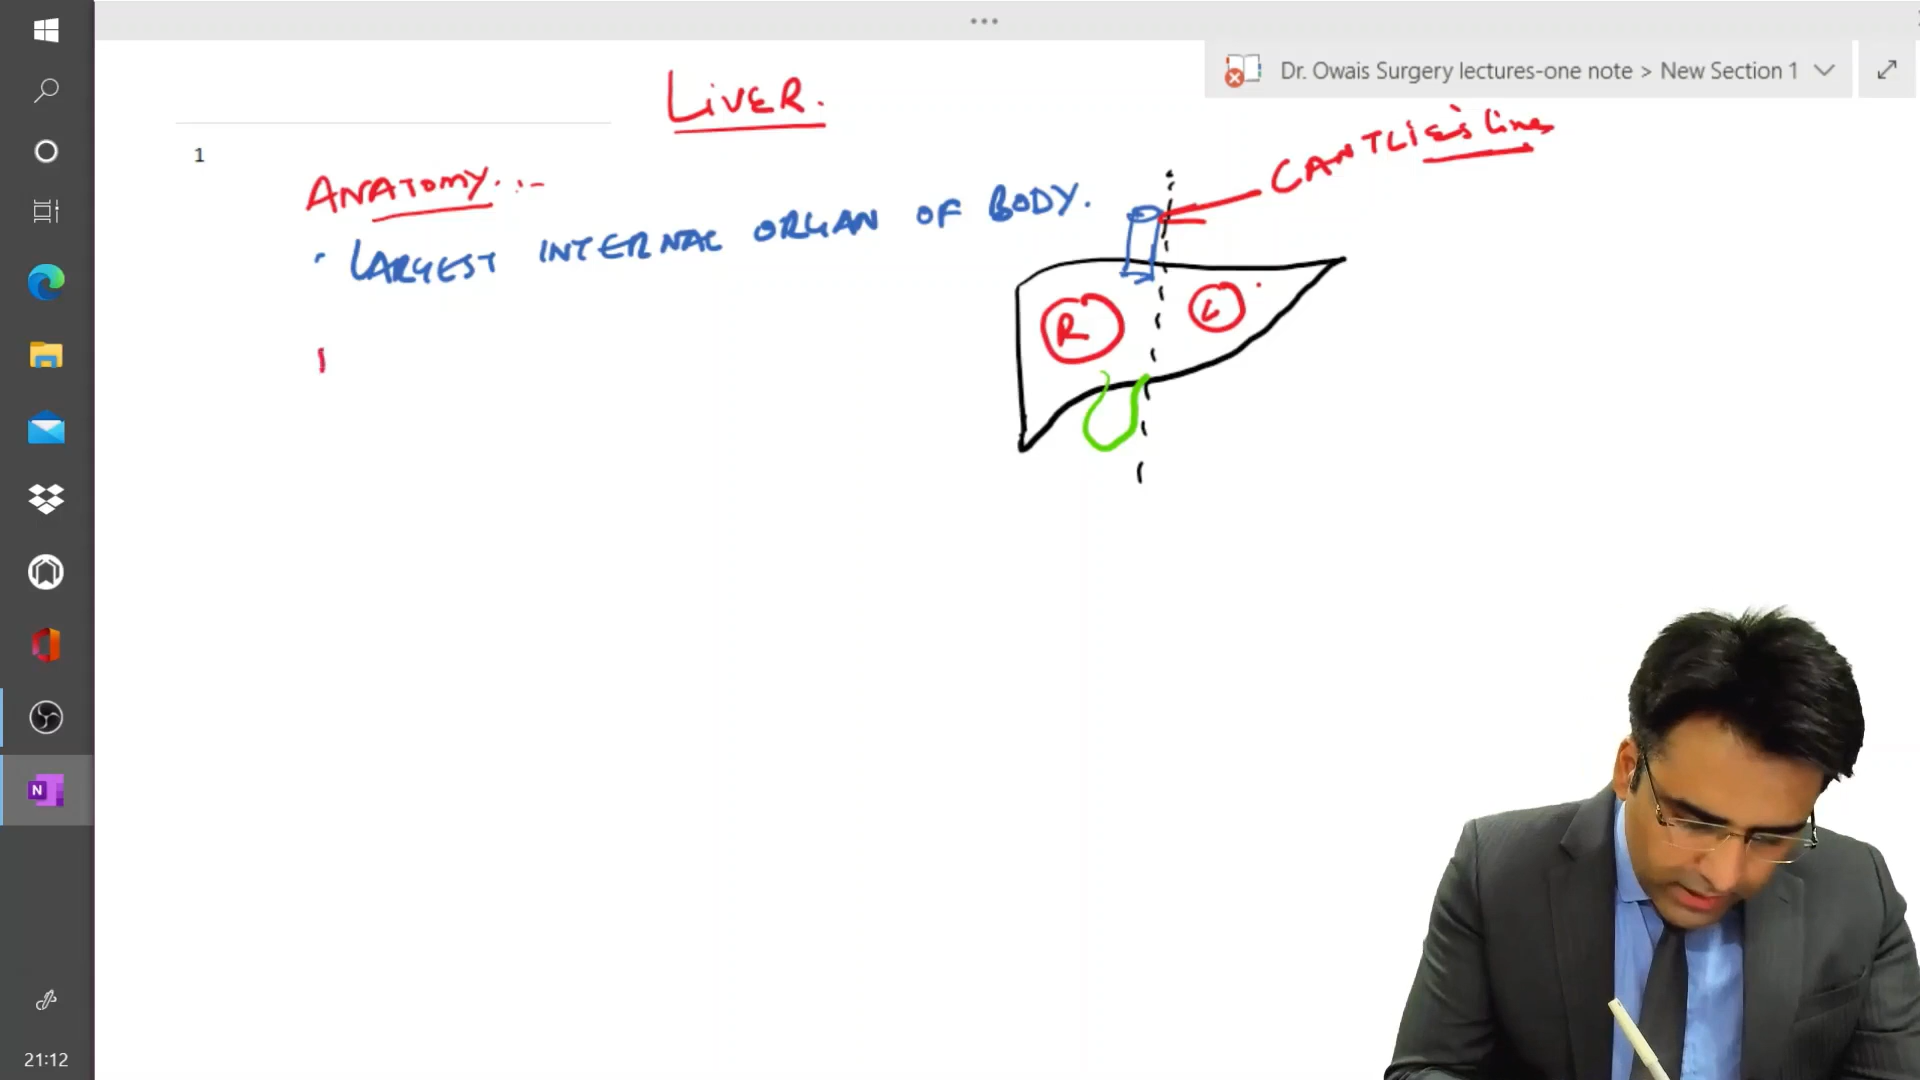 Dr. Owais Surgery lectures-one note > New Section 1
LIVER.
CANTLIE'S line
1
ANATOMY...-
• LARGEST INTERNAL ORGAN OF BODY.
R
L
N
21:12